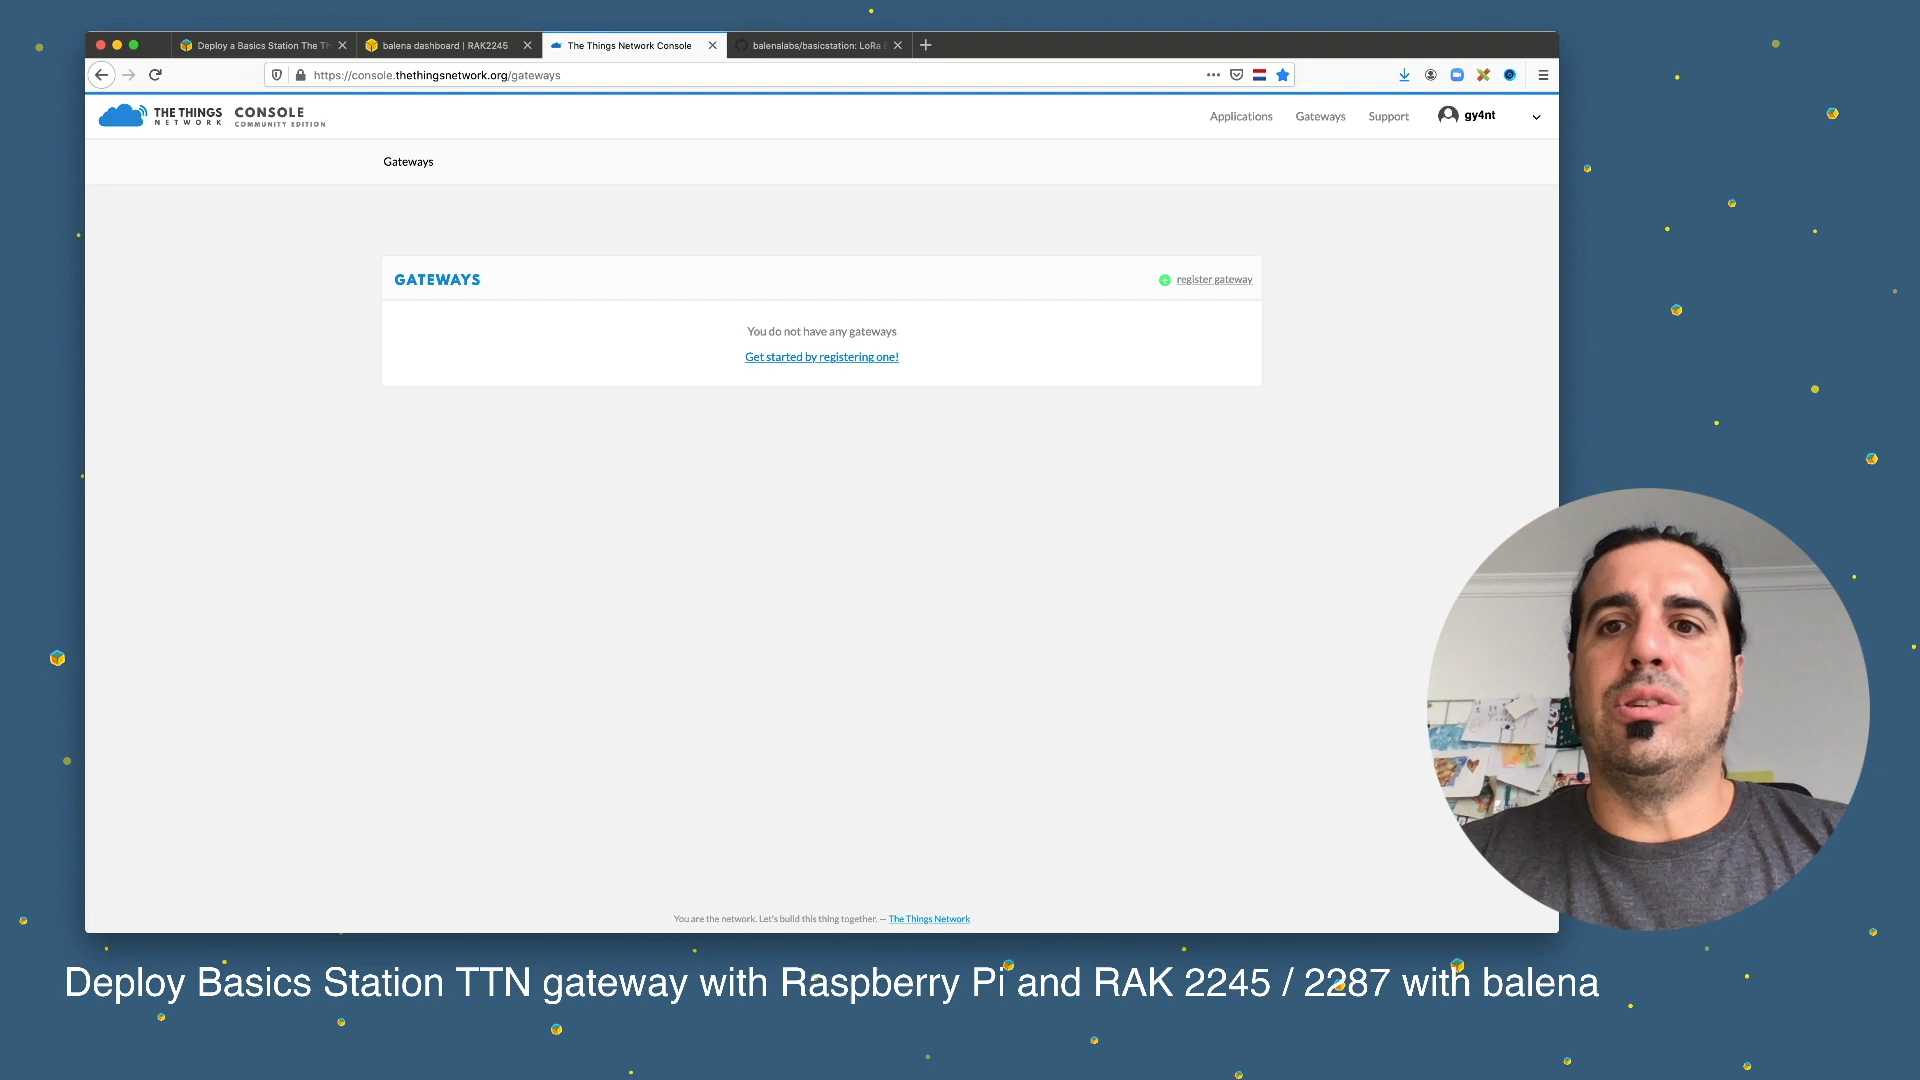 Deploy a Basics Station The Th
balena dashboard | RAK2245
The Things Network Console
balenalabs/basicstation: LoRa
https://console.thethingsnetwork.org/gateways
THE THINGS
NETWORK
CONSOLE
COMMUNITY EDITION
Applications
Gateways
Support
gy4nt
Gateways
GATEWAYS
register gateway
You do not have any gateways
Get started by registering one!
You are the network. Let's build this thing together. — The Things Network
Deploy Basics Station TTN gateway with Raspberry Pi and RAK 2245 / 2287 with balena